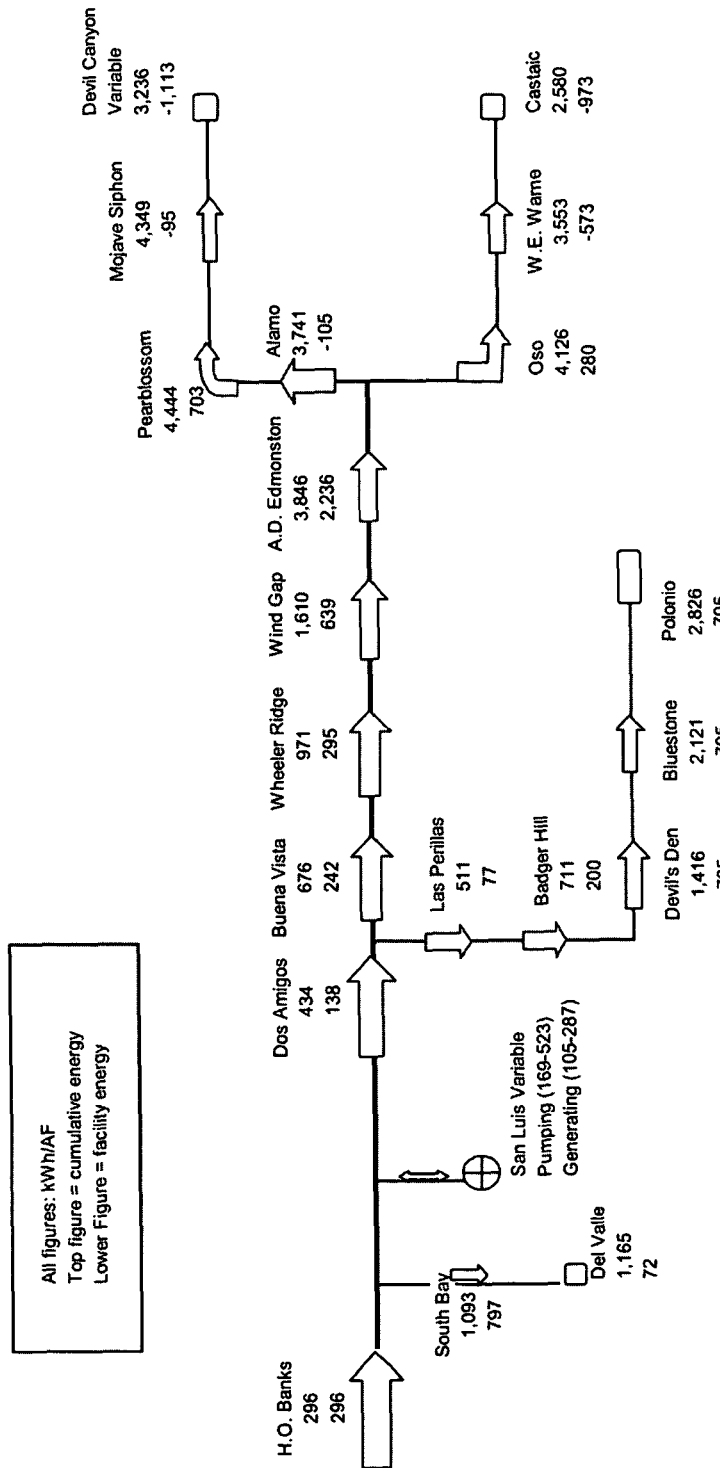 All figures: kWh/AF
Top figure = cumulative energy
Lower Figure = facility energy
H.O. Banks
296
296
South Bay
1,093
797
Del Valle
1,165
72
San Luis Variable
Pumping (169-523)
Generating (105-287)
Dos Amigos
434
138
Buena Vista
676
242
Wheeler Ridge
971
295
Wind Gap
1,610
639
A.D. Edmonston
3,846
2,236
Las Perillas
511
77
Badger Hill
711
200
Devil's Den
1,416
705
Bluestone
2,121
705
Polonio
2,826
705
Alamo
3,741
-105
Pearblossom
4,444
703
Mojave Siphon
4,349
-95
Devil Canyon
Variable
3,236
-1,113
Oso
4,126
280
W.E. Warne
3,553
-573
Castaic
2,580
-973